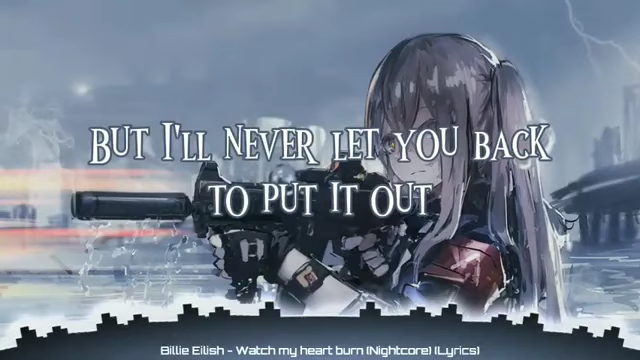 BUT I'LL NEVER LET YOU BACK
TO PUT IT OUT
Billie Eilish - Watch my heart burn (Nightcore) (Lyrics)